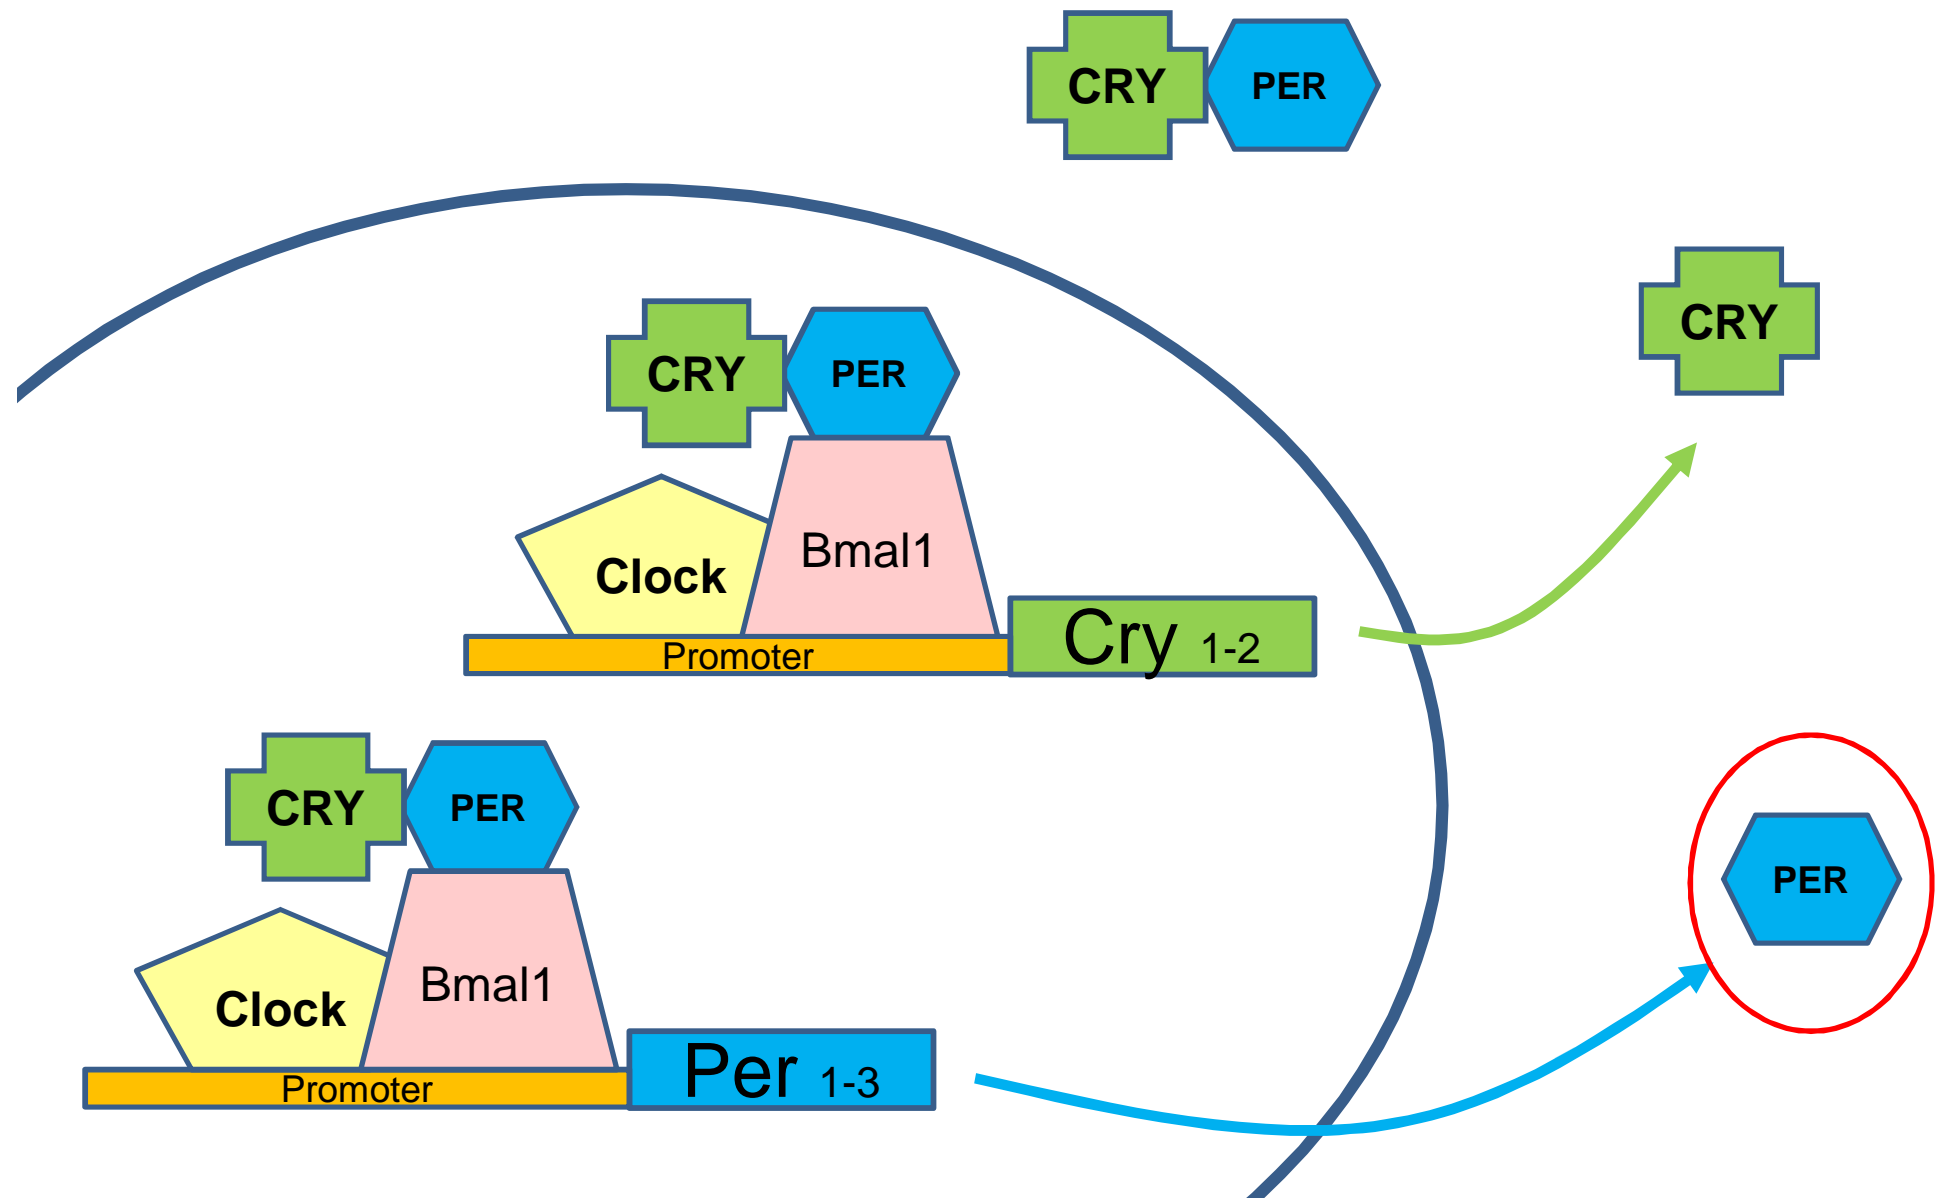 CRY
PER
CRY
CRY
PER
Clock
Bmal1
Promoter
Cry 1-2
CRY
PER
PER
Clock
Bmal1
Promoter
Per 1-3